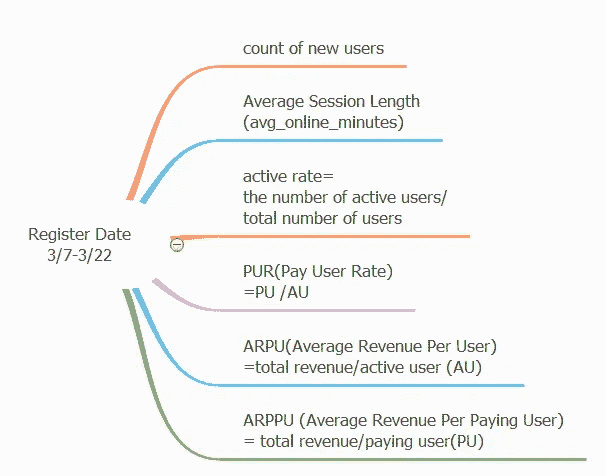 count of new users
Average Session Length
(avg_online_minutes)
active rate=
the number of active users/
total number of users
Register Date
3/7-3/22
PUR(Pay User Rate)
=PU /AU
ARPU(Average Revenue Per User)
=total revenue/active user (AU)
ARPPU (Average Revenue Per Paying User)
= total revenue/paying user(PU)